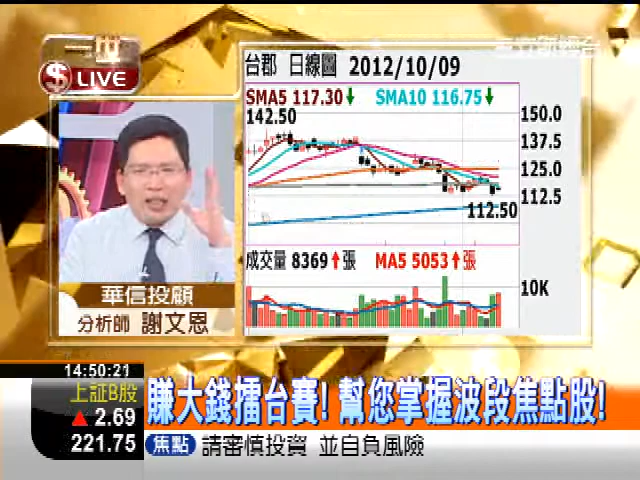 $ LIVE
台郡 日線圖 2012/10/09
SMA5 117.30↓ SMA10 116.75↓
142.50
150.0
137.5
125.0
112.5
112.50
成交量 8369↑張 MA5 5053↑張
10K
華信投顧
分析師 謝文恩
14:50:21
上証B股
▲ 2.69
221.75
賺大錢擂台賽! 幫您掌握波段焦點股!
焦點 請審慎投資 並自負風險